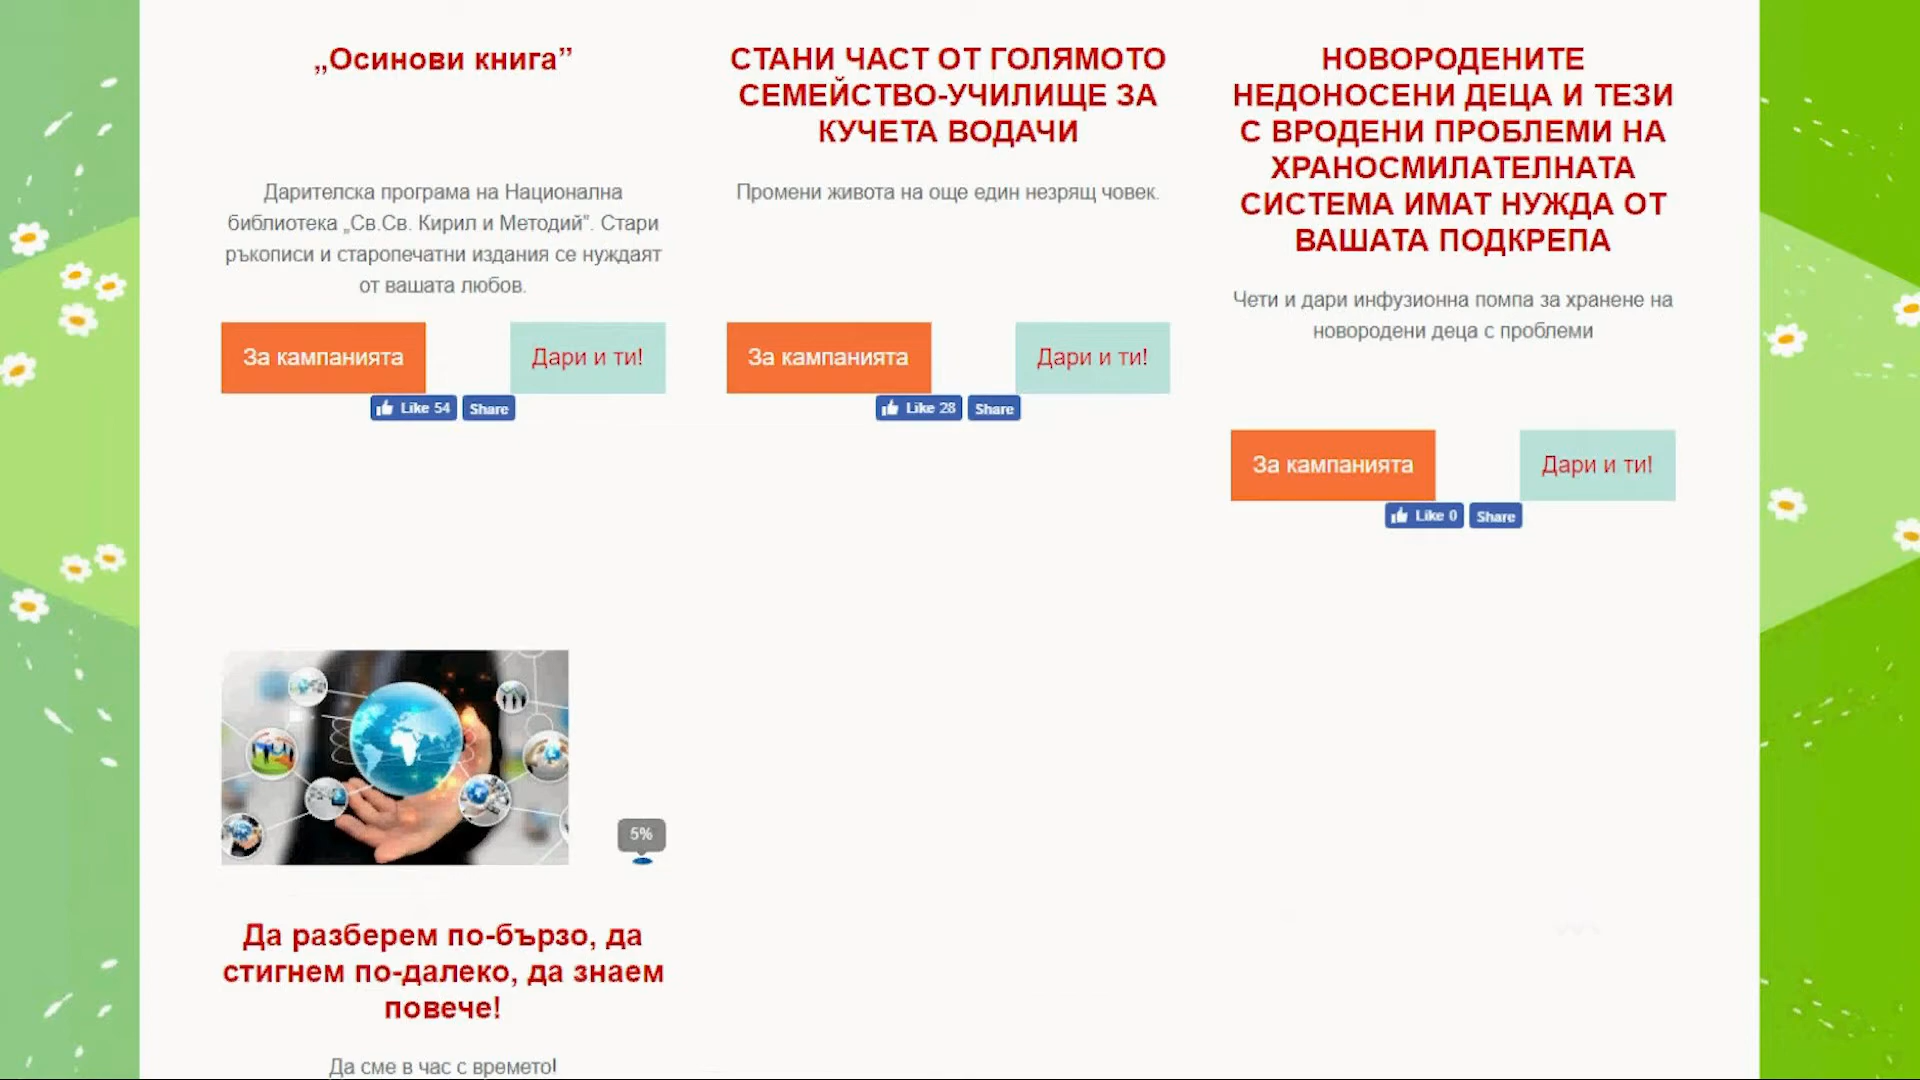 „Осинови книга”
Дарителска програма на Национална
библиотека „Св.Св. Кирил и Методий". Стари
ръкописи и старопечатни издания се нуждаят
от вашата любов.
За кампанията
Дари и ти!
Like 54
Share
СТАНИ ЧАСТ ОТ ГОЛЯМОТО
СЕМЕЙСТВО-УЧИЛИЩЕ ЗА
КУЧЕТА ВОДАЧИ
Промени живота на още един незрящ човек.
За кампанията
Дари и ти!
Like 28
Share
НОВОРОДЕНИТЕ
НЕДОНОСЕНИ ДЕЦА И ТЕЗИ
С ВРОДЕНИ ПРОБЛЕМИ НА
ХРАНОСМИЛАТЕЛНАТА
СИСТЕМА ИМАТ НУЖДА ОТ
ВАШАТА ПОДКРЕПА
Чети и дари инфузионна помпа за хранене на
новородени деца с проблеми
За кампанията
Дари и ти!
Like 0
Share
5%
Да разберем по-бързо, да
стигнем по-далеко, да знаем
повече!
Да сме в час с времето!